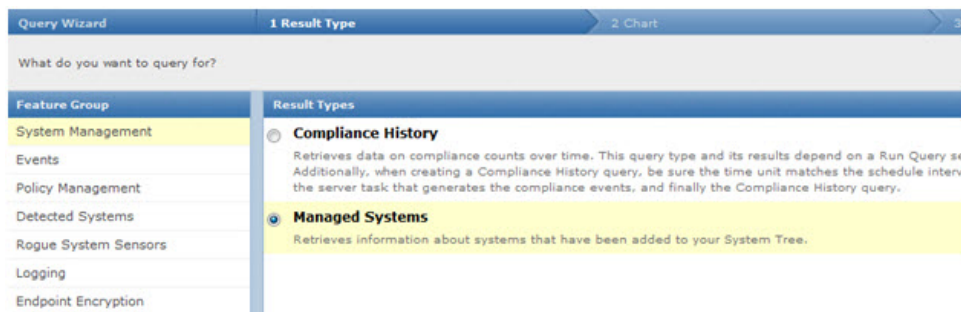 Query Wizard
1 Result Type
2 Chart
3
What do you want to query for?
Feature Group
Result Types
System Management
Events
Policy Management
Detected Systems
Rogue System Sensors
Logging
Endpoint Encryption
Compliance History
Retrieves data on compliance counts over time. This query type and its results depend on a Run Query se
Additionally, when creating a Compliance History query, be sure the time unit matches the schedule interv
the server task that generates the compliance events, and finally the Compliance History query.
Managed Systems
Retrieves information about systems that have been added to your System Tree.